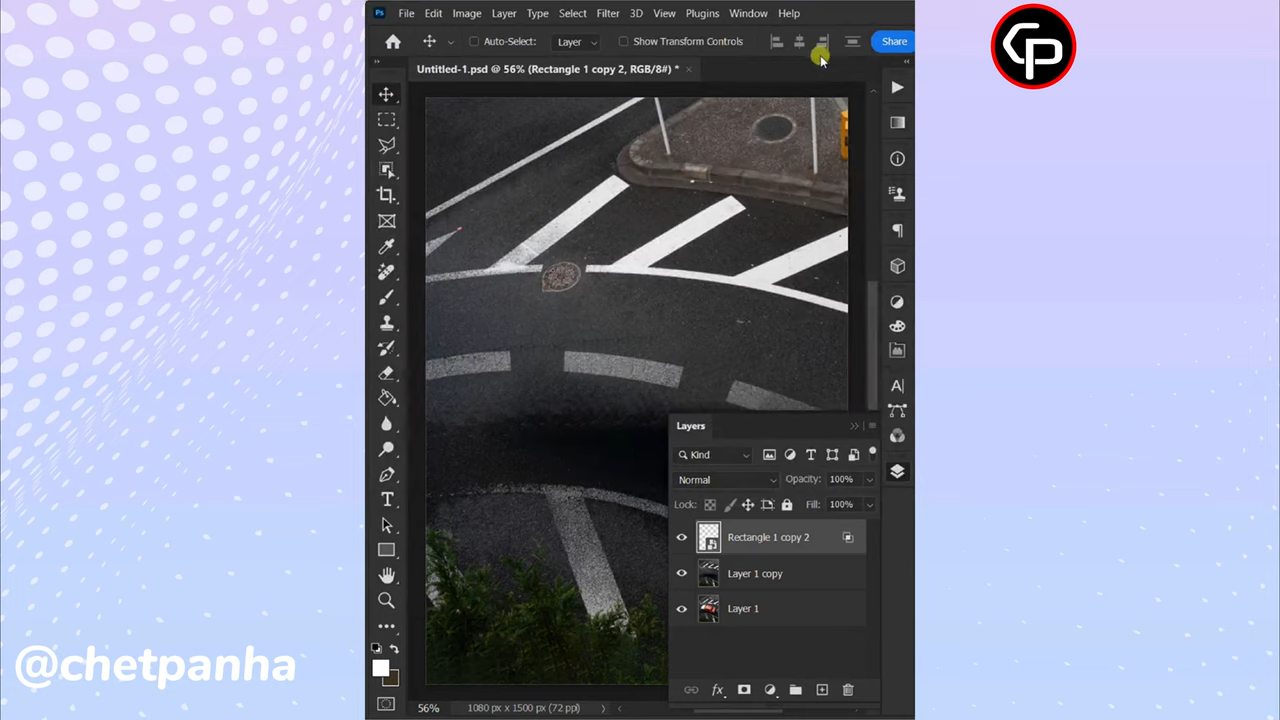 Ps File Edit Image Layer Type Select Filter 3D View Plugins Window Help
CP
Auto-Select: Layer Show Transform Controls Share
Untitled-1.psd @ 56% (Rectangle 1 copy 2, RGB/8#) *
Layers
Kind
Normal Opacity: 100%
Lock: Fill: 100%
Rectangle 1 copy 2
Layer 1 copy
Layer 1
@chetpanha
fx
56% 1080 px x 1500 px (72 ppi)